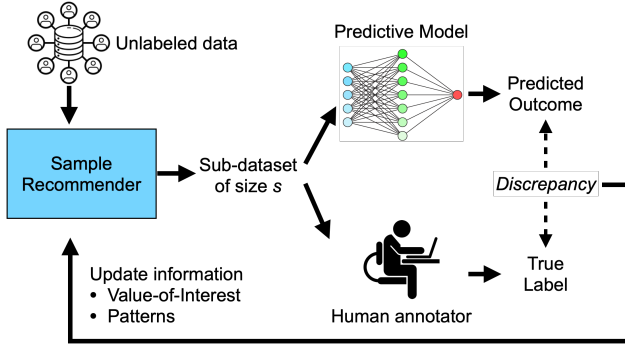 Unlabeled data
Predictive Model
Predicted
Outcome
Sample
Recommender
Sub-dataset
of size s
Discrepancy
Update information
• Value-of-Interest
• Patterns
Human annotator
True
Label